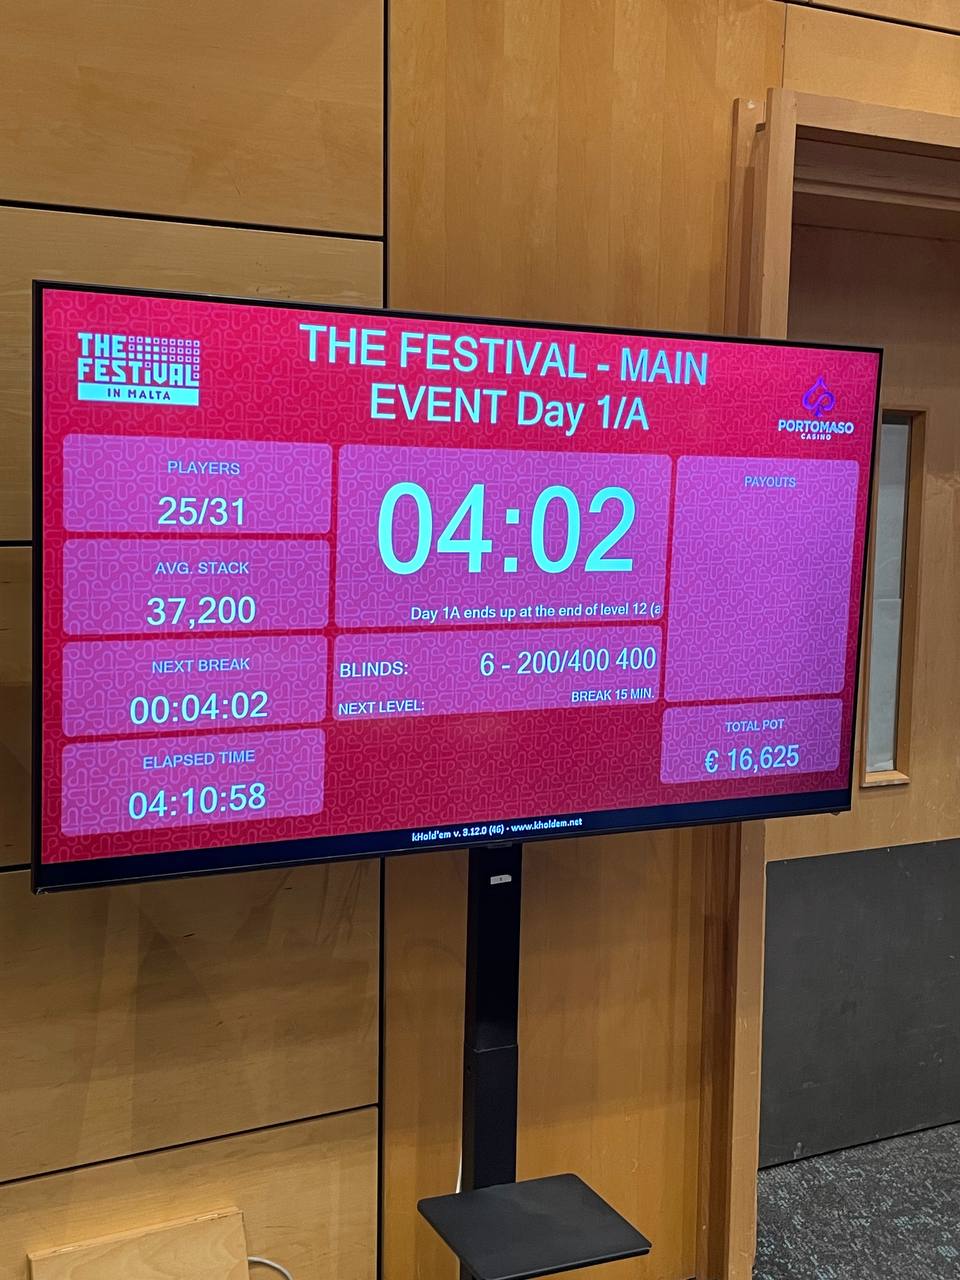 THE FESTIVAL
IN MALTA
THE FESTIVAL - MAIN
EVENT Day 1/A
PORTOMASO
CASINO
PLAYERS
25/31
AVG. STACK
37,200
NEXT BREAK
00:04:02
ELAPSED TIME
04:10:58
04:02
Day 1A ends up at the end of level 12 (a
BLINDS: 6 - 200/400 400
NEXT LEVEL: BREAK 15 MIN.
PAYOUTS
TOTAL POT
€ 16,625
kHold'em v. 3.12.0 (46) • www.kholdem.net